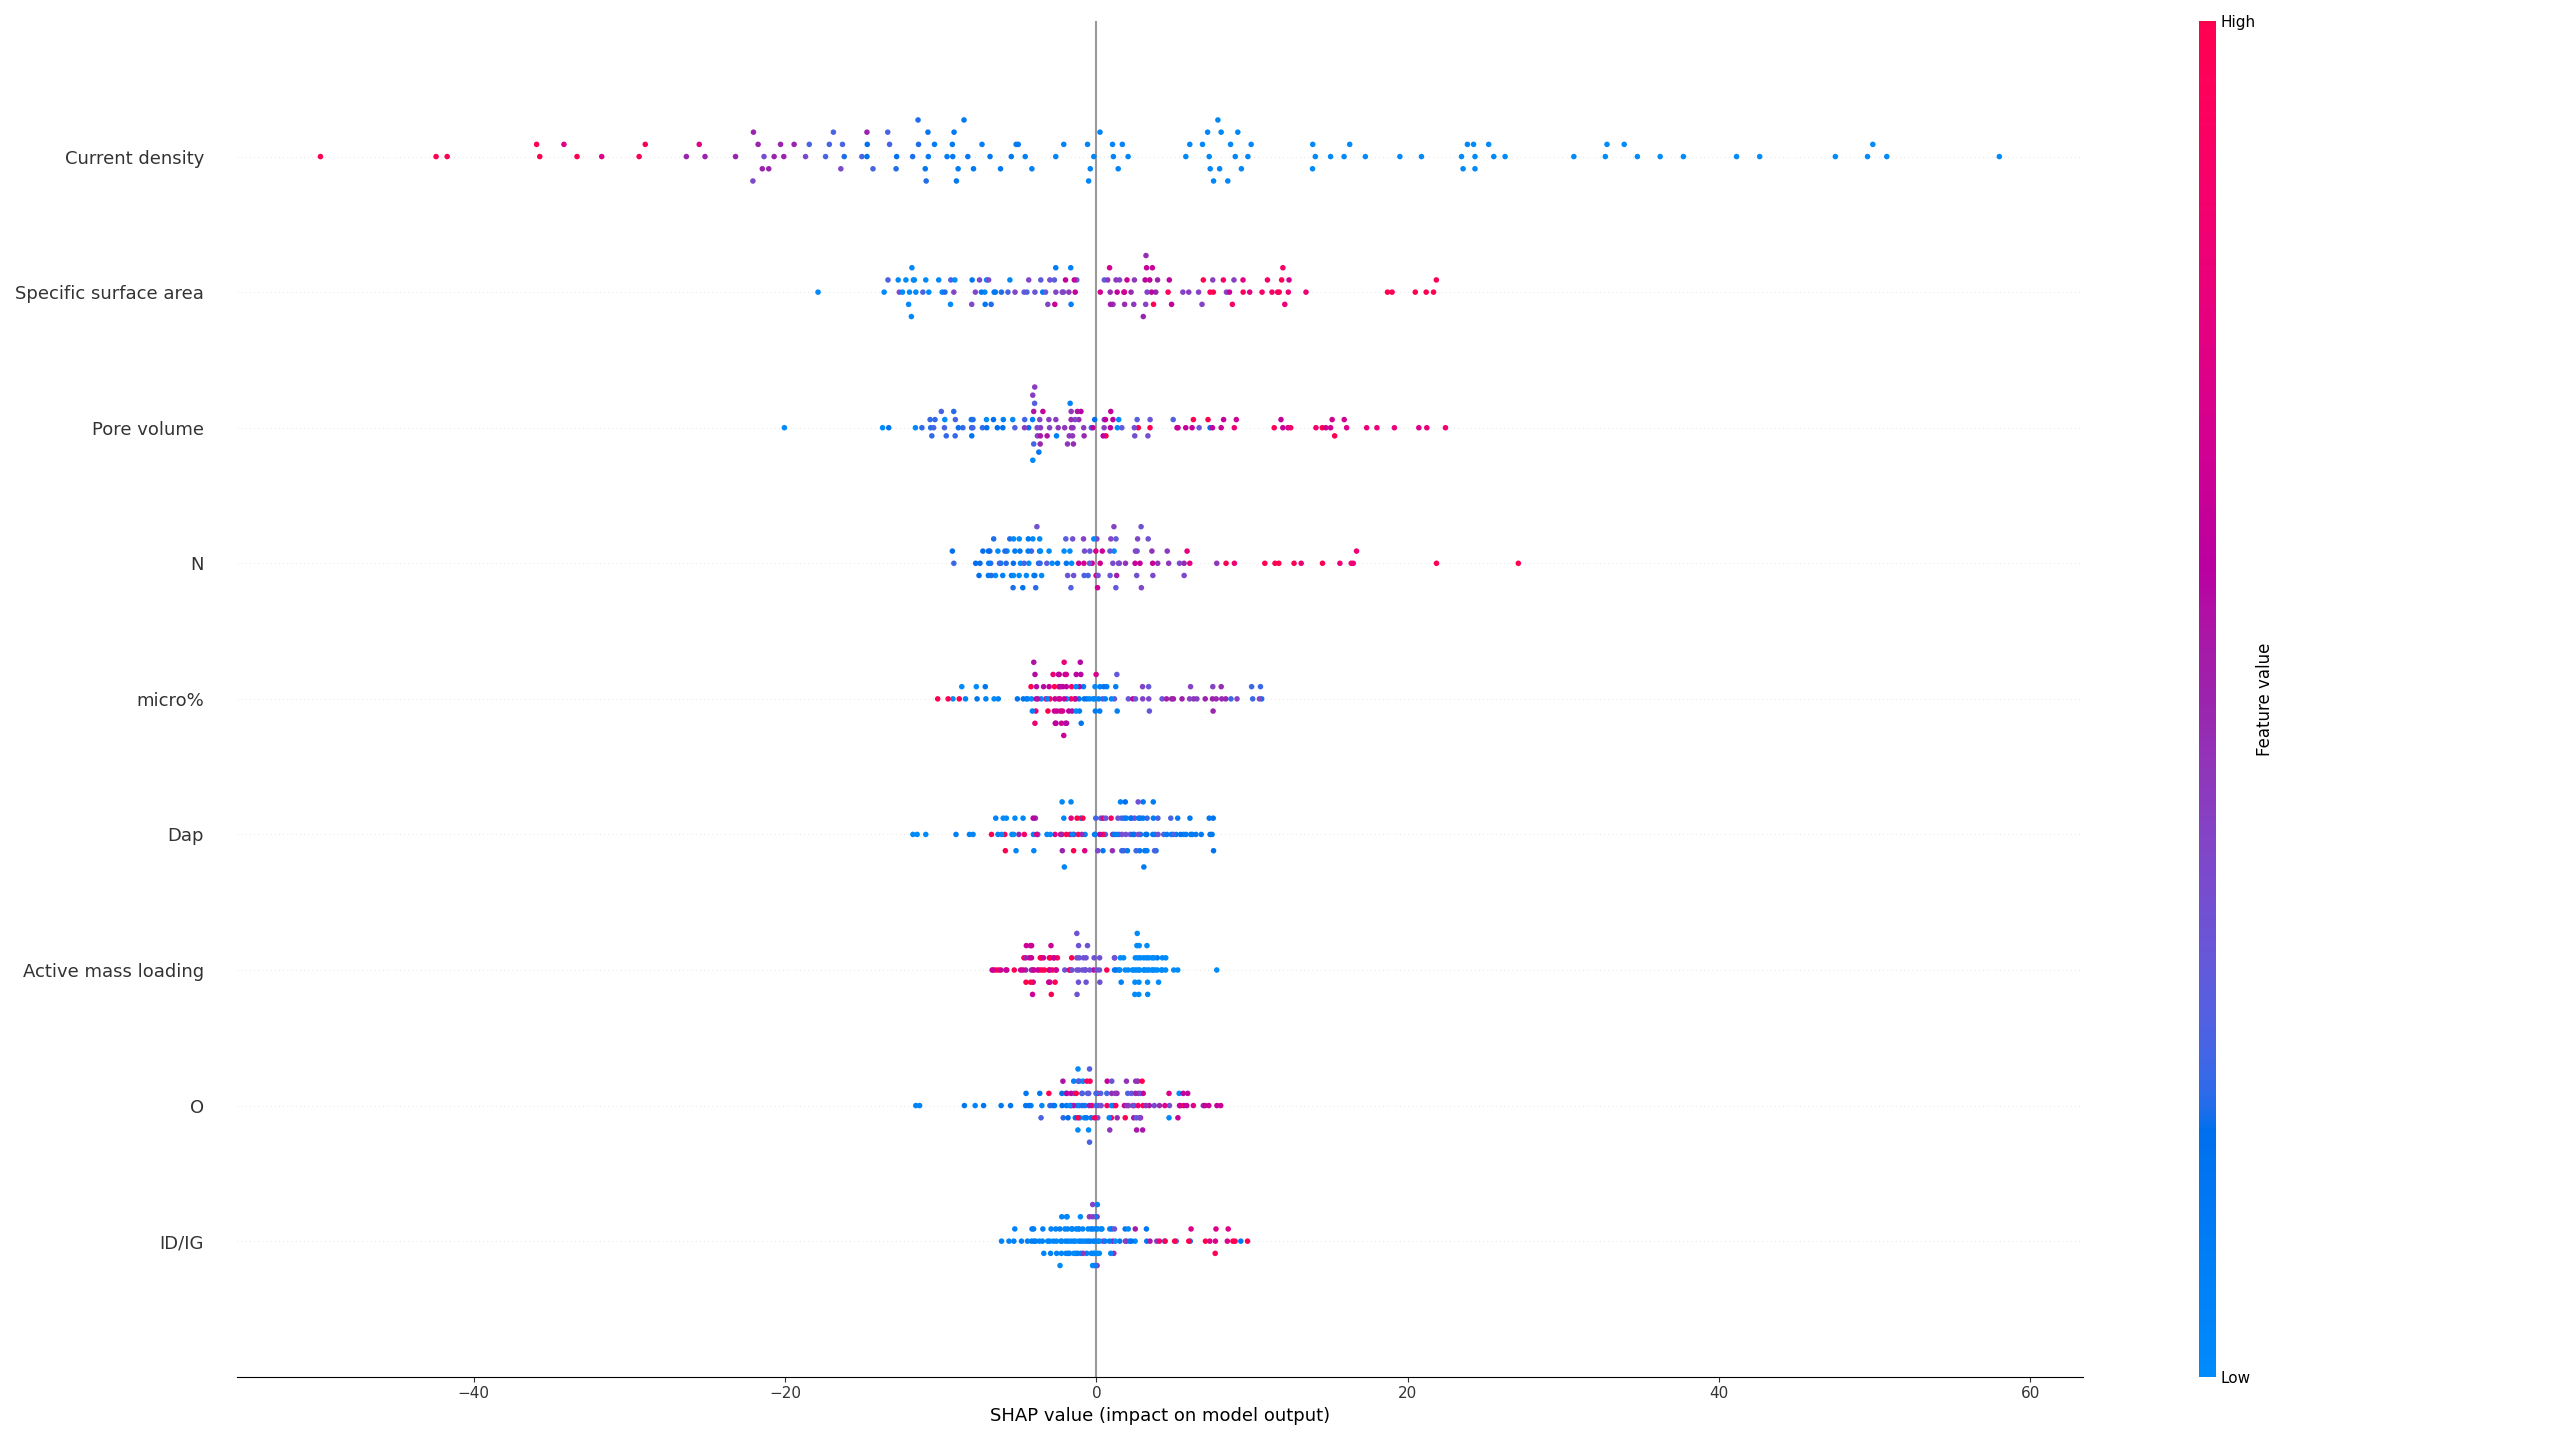 High
Current density
Specific surface area
Pore volume
N
micro%
Feature value
Dap
Active mass loading
O
ID/IG
Low
−40
−20
0
20
40
60
SHAP value (impact on model output)